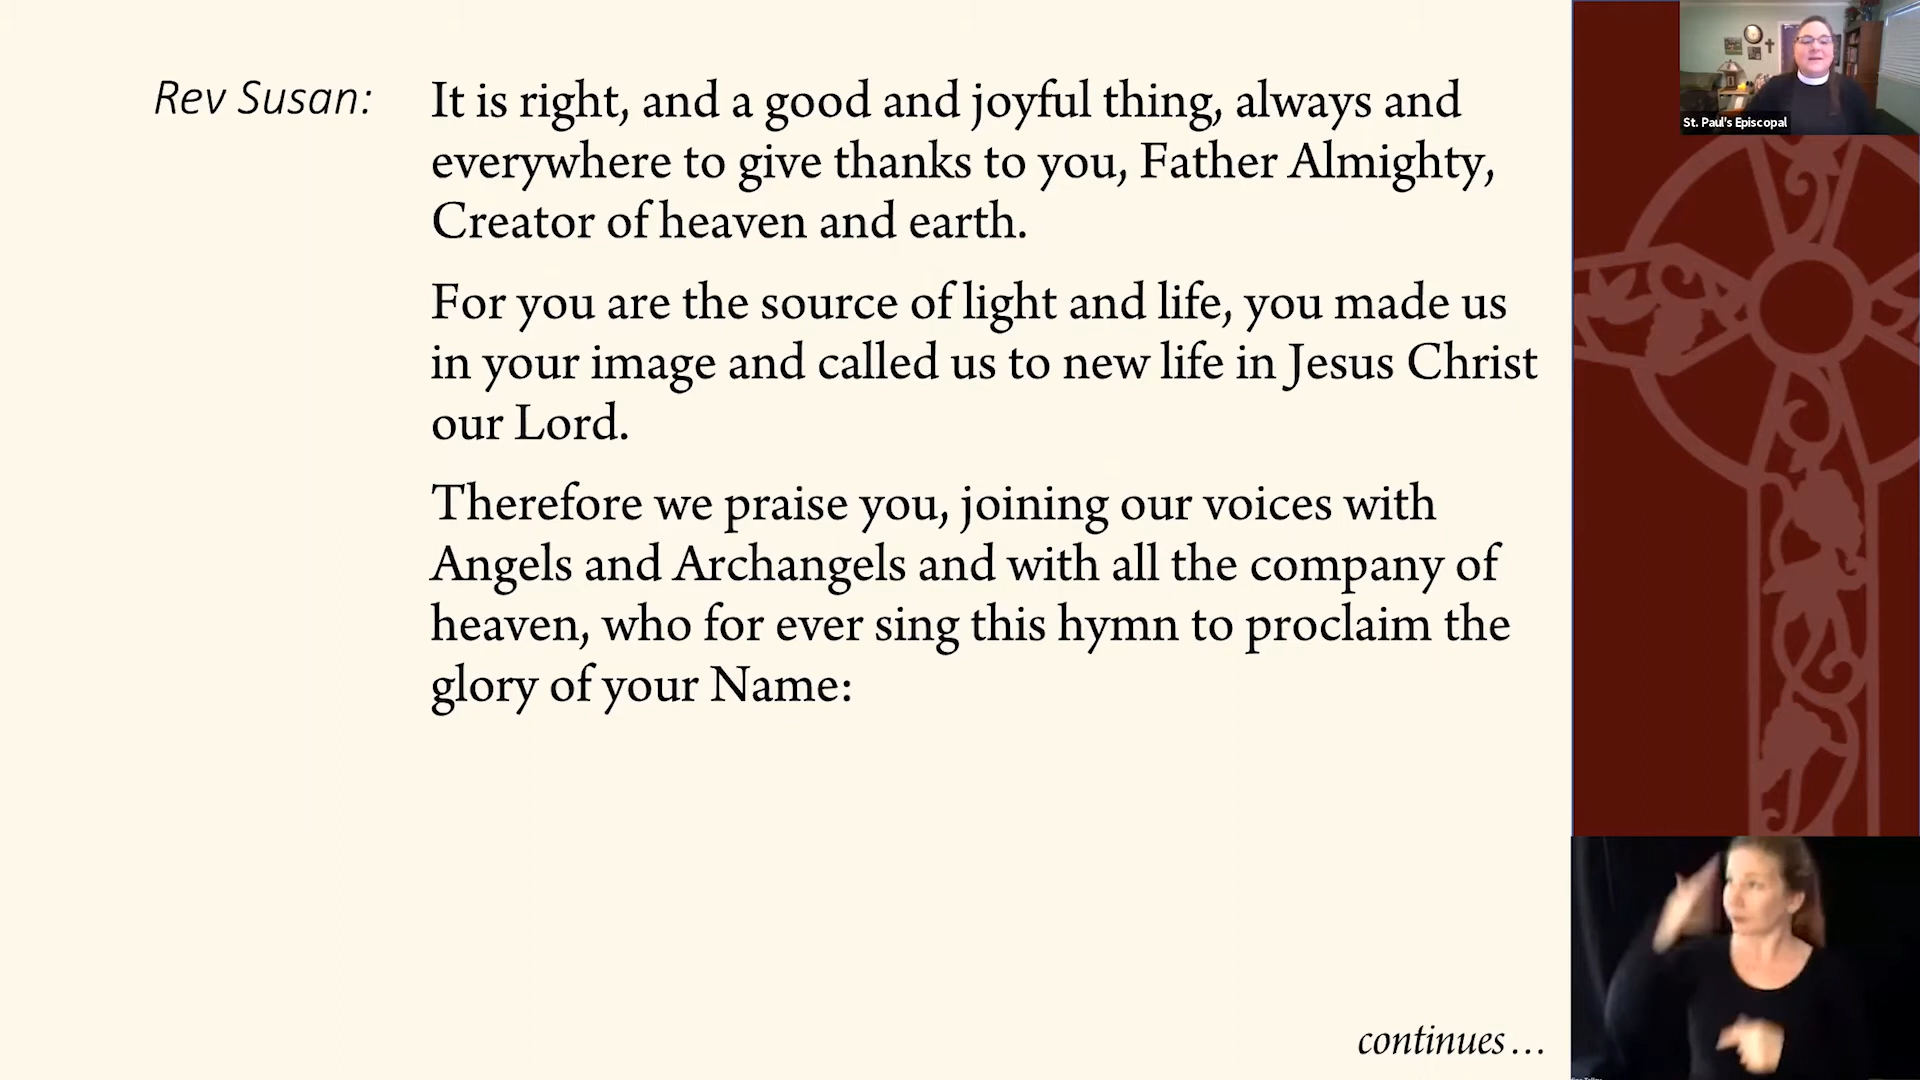 Rev Susan:
It is right, and a good and joyful thing, always and
everywhere to give thanks to you, Father Almighty,
Creator of heaven and earth.
For you are the source of light and life, you made us
in your image and called us to new life in Jesus Christ
our Lord.
Therefore we praise you, joining our voices with
Angels and Archangels and with all the company of
heaven, who for ever sing this hymn to proclaim the
glory of your Name:
continues…
St. Paul's Episcopal